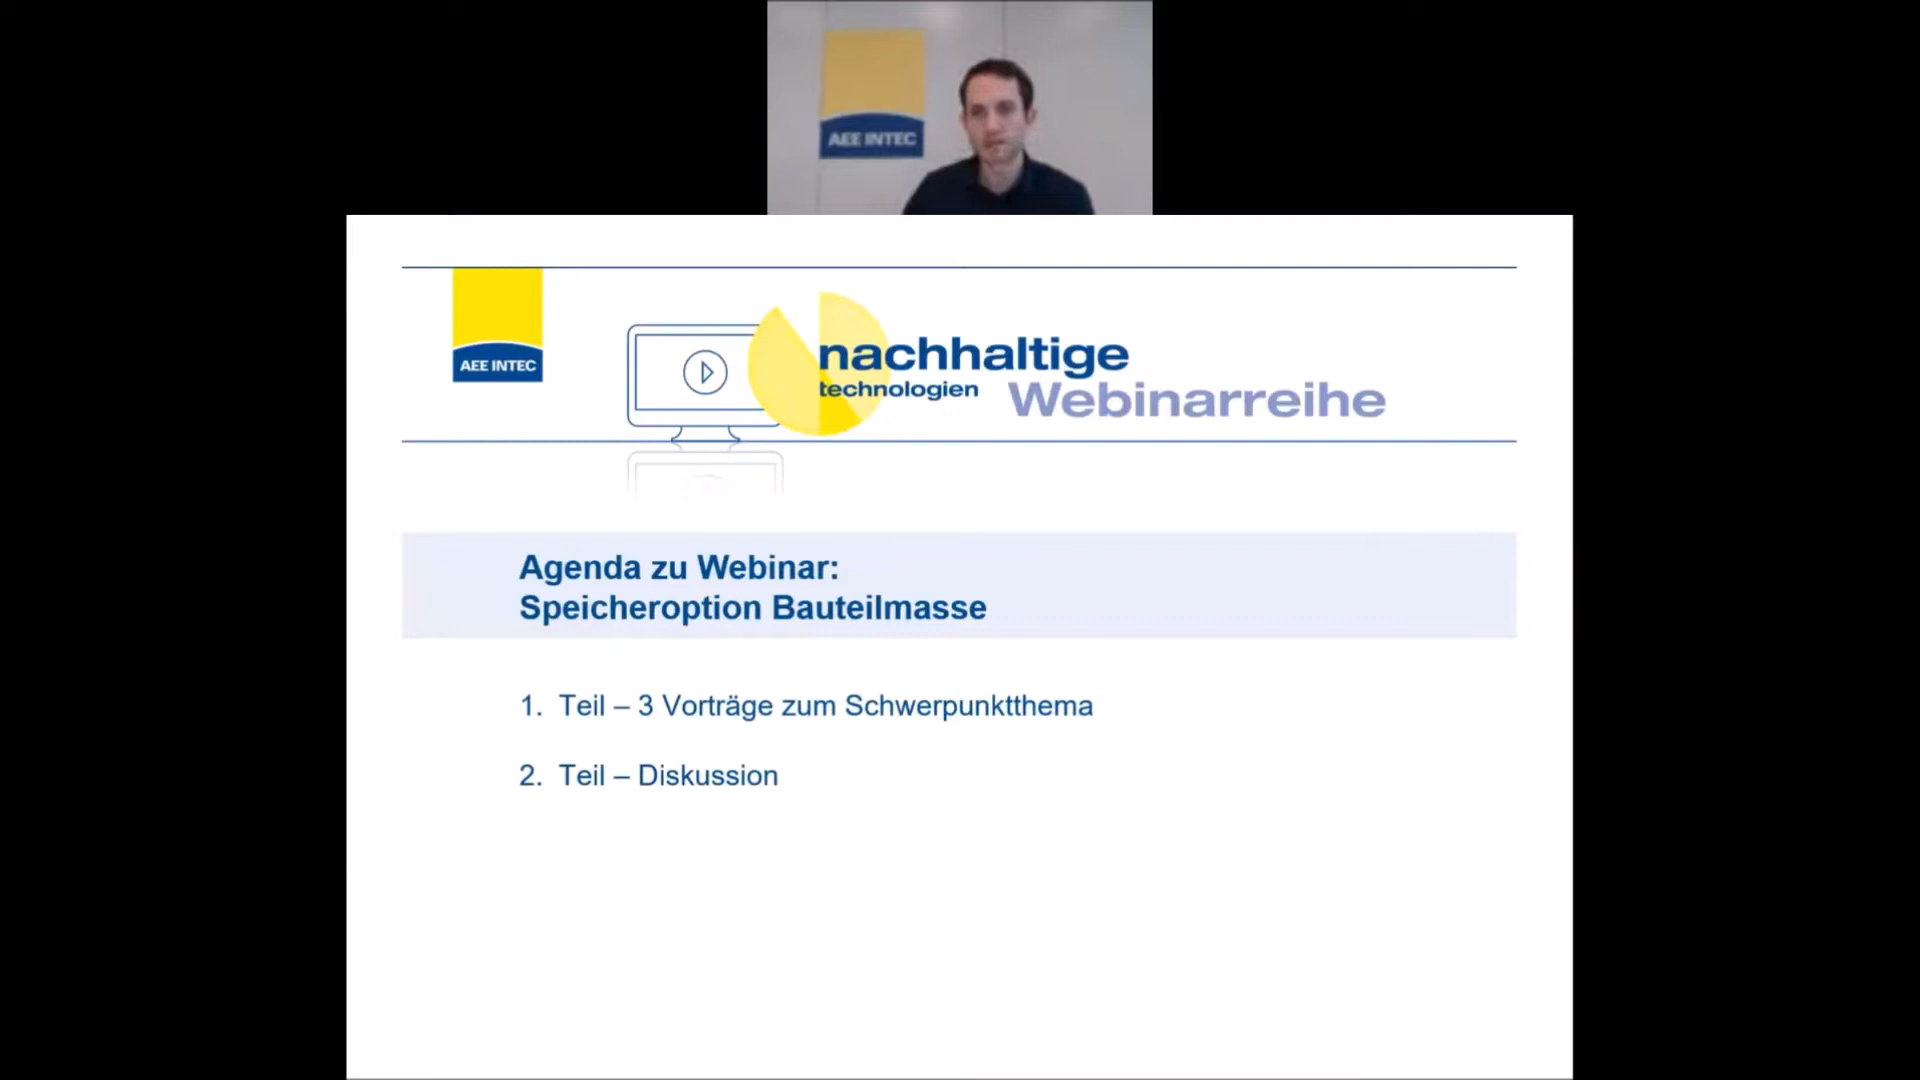 AEE INTEC
AEE INTEC
nachhaltige
technologien Webinarreihe
Agenda zu Webinar:
Speicheroption Bauteilmasse
1. Teil – 3 Vorträge zum Schwerpunktthema
2. Teil – Diskussion